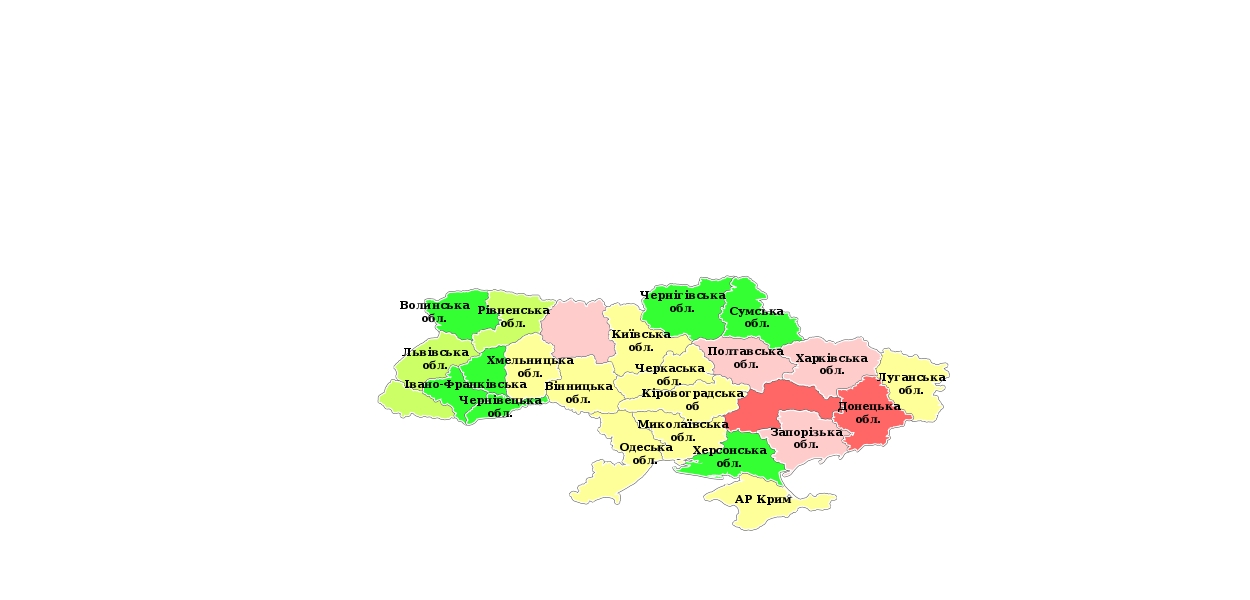 Чернігівська
обл.
Волинська
обл.
Рівненська
обл.
Сумська
обл.
Київська
обл.
Львівська
обл.
Полтавська
обл.
Харківська
обл.
Хмельницька
обл.
Черкаська
обл.
Луганська
обл.
Івано-Франківська
Вінницька
обл.
Кіровоградська
об
Чернівецька
обл.
Донецька
обл.
Миколаївська
обл.
Запорізька
обл.
Одеська
обл.
Херсонська
обл.
АР Крим